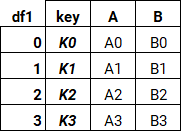 df1 key A B
0 K0 A0 B0
1 K1 A1 B1
2 K2 A2 B2
3 K3 A3 B3